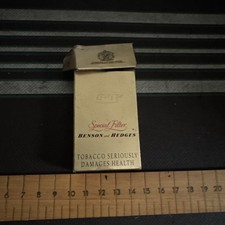 Special Filter
BENSON and HEDGES
TOBACCO SERIOUSLY
DAMAGES HEALTH
6 7 8 9 10 11 12 13 14 15 16 17 18 19 20